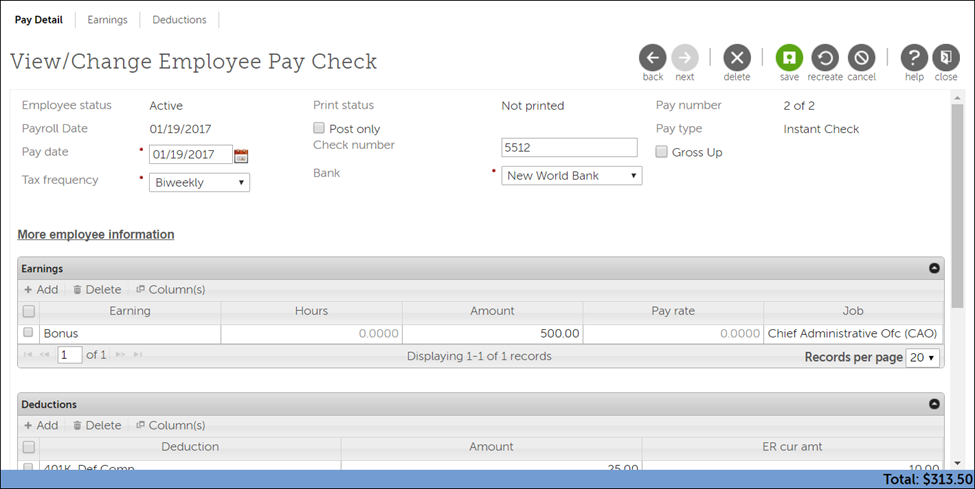 Pay Detail Earnings Deductions
View/Change Employee Pay Check
back next delete save recreate cancel help close
Employee status Active Print status Not printed Pay number 2 of 2
Payroll Date 01/19/2017 Post only Pay type Instant Check
Pay date * 01/19/2017 Check number 5512 Gross Up
Tax frequency * Biweekly Bank * New World Bank
More employee information
Earnings
+ Add Delete Column(s)
Earning Hours Amount Pay rate Job
Bonus 0.0000 500.00 0.0000 Chief Administrative Ofc (CAO)
1 of 1 Displaying 1-1 of 1 records Records per page 20
Deductions
+ Add Delete Column(s)
Deduction Amount ER cur amt
401K, Def Comp 25.00 10.00
Total: $313.50